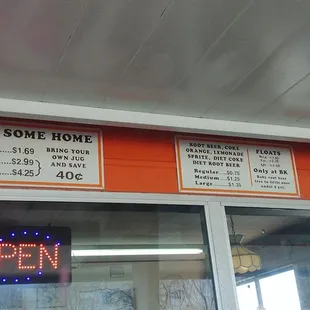 SOME HOME
.....$1.69
...$2.99
...$4.25
BRING YOUR
OWN JUG
AND SAVE
40¢
ROOT BEER, COKE
ORANGE, LEMONADE
SPRITE, DIET COKE
DIET ROOT BEER
Regular ......$0.75
Medium ......$1.25
Large ......$1.35
FLOATS
Only at BK
OPEN